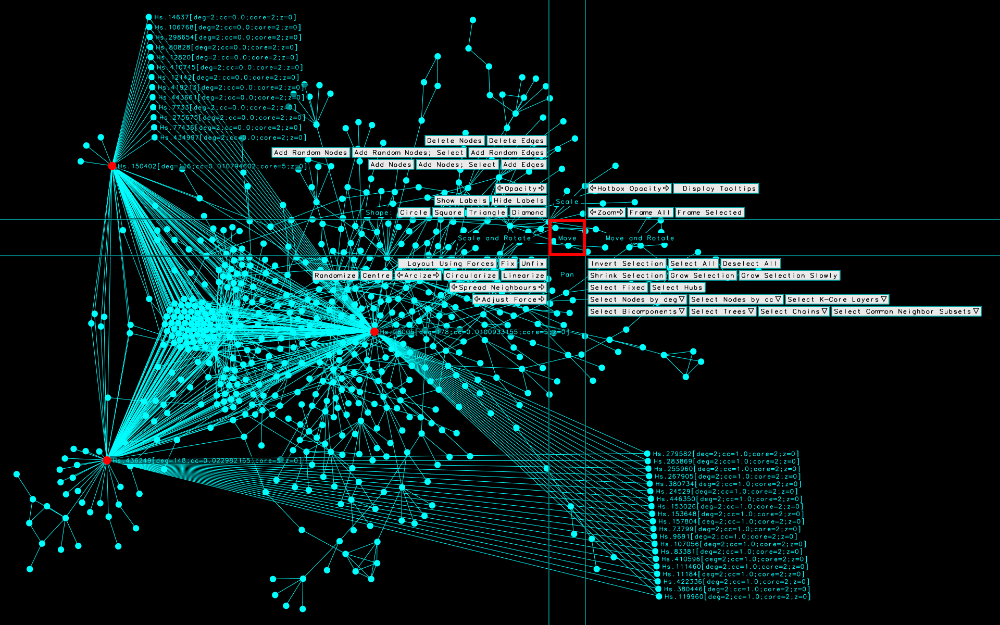 Hs.14637[deg=2;cc=0.0;core=2;z=0]
Hs.106768[deg=2;cc=0.0;core=2;z=0]
Hs.298654[deg=2;cc=0.0;core=2;z=0]
Hs.80828[deg=2;cc=0.0;core=2;z=0]
Hs.12820[deg=2;cc=0.0;core=2;z=0]
Hs.410745[deg=2;cc=0.0;core=2;z=0]
Hs.12142[deg=2;cc=0.0;core=2;z=0]
Hs.419213[deg=2;cc=0.0;core=2;z=0]
Hs.443661[deg=2;cc=0.0;core=2;z=0]
Hs.7733[deg=2;cc=0.0;core=2;z=0]
Hs.275675[deg=2;cc=0.0;core=2;z=0]
Hs.77436[deg=2;cc=0.0;core=2;z=0]
Hs.434997[deg=2;cc=0.0;core=2;z=0]
Delete Nodes Delete Edges
Add Random Nodes Add Random Nodes; Select Add Random Edges
Hs.150402[deg=116;cc=0.010794602;core=5;z=0]
Add Nodes Add Nodes; Select Add Edges
⇦Opacity⇨ ⇦Hotbox Opacity⇨ Display Tooltips
Show Labels Hide Labels Scale
Shape: Circle Square Triangle Diamond ⇦Zoom⇨ Frame All Frame Selected
Scale and Rotate Move Move and Rotate
Layout Using Forces Fix Unfix Invert Selection Select All Deselect All
Randomize Centre ⇦Arcize⇨ Circularize Linearize Pan Shrink Selection Grow Selection Grow Selection Slowly
⇦Spread Neighbours⇨ Select Fixed Select Hubs
⇦Adjust Force⇨ Select Nodes by deg▽ Select Nodes by cc▽ Select K-Core Layers▽
Select Bicomponents▽ Select Trees▽ Select Chains▽ Select Common Neighbor Subsets▽
Hs.28005[deg=178;cc=0.0100933155;core=5;z=0]
Hs.436249[deg=148;cc=0.022982165;core=5;z=0]
Hs.279582[deg=2;cc=1.0;core=2;z=0]
Hs.283869[deg=2;cc=1.0;core=2;z=0]
Hs.255960[deg=2;cc=1.0;core=2;z=0]
Hs.267905[deg=2;cc=1.0;core=2;z=0]
Hs.380734[deg=2;cc=1.0;core=2;z=0]
Hs.24529[deg=2;cc=1.0;core=2;z=0]
Hs.446350[deg=2;cc=1.0;core=2;z=0]
Hs.153026[deg=2;cc=1.0;core=2;z=0]
Hs.153648[deg=2;cc=1.0;core=2;z=0]
Hs.157804[deg=2;cc=1.0;core=2;z=0]
Hs.73799[deg=2;cc=1.0;core=2;z=0]
Hs.9691[deg=2;cc=1.0;core=2;z=0]
Hs.107056[deg=2;cc=1.0;core=2;z=0]
Hs.83381[deg=2;cc=1.0;core=2;z=0]
Hs.410596[deg=2;cc=1.0;core=2;z=0]
Hs.111460[deg=2;cc=1.0;core=2;z=0]
Hs.11184[deg=2;cc=1.0;core=2;z=0]
Hs.422336[deg=2;cc=1.0;core=2;z=0]
Hs.380446[deg=2;cc=1.0;core=2;z=0]
Hs.119960[deg=2;cc=1.0;core=2;z=0]